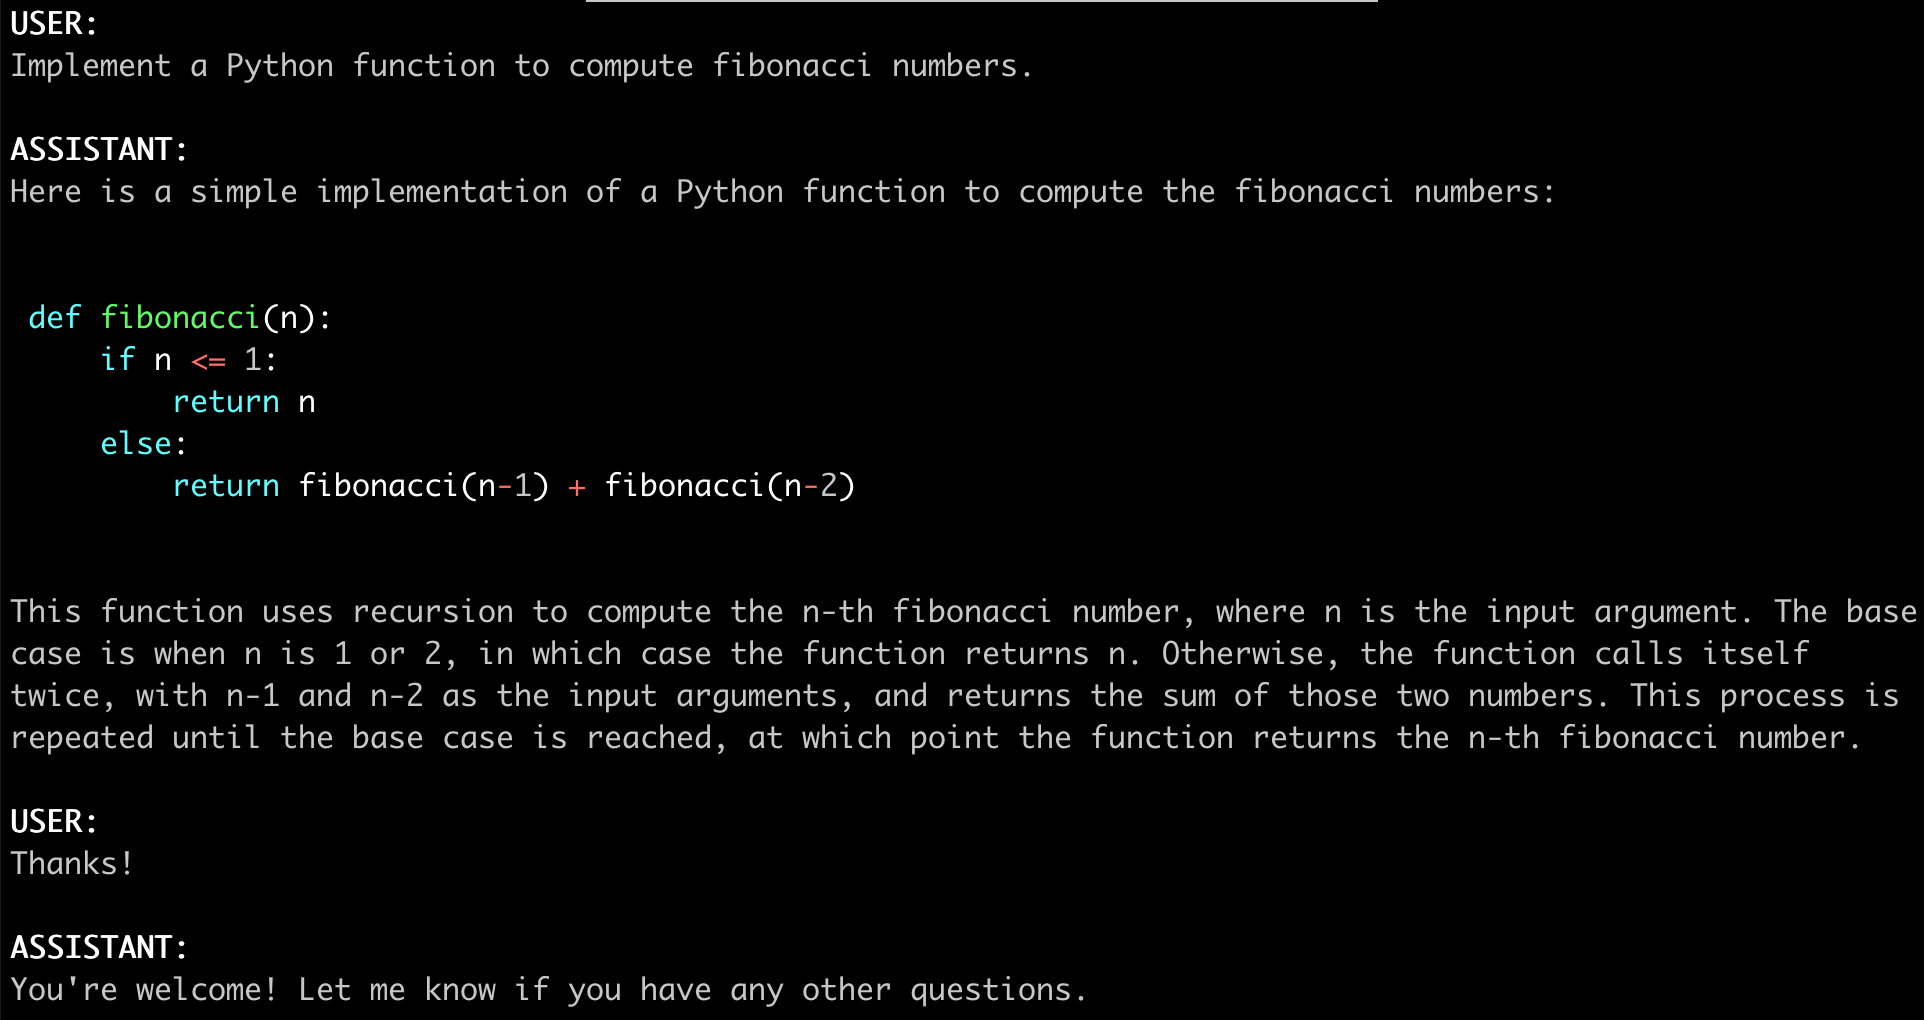 USER:
Implement a Python function to compute fibonacci numbers.
ASSISTANT:
Here is a simple implementation of a Python function to compute the fibonacci numbers:
def fibonacci(n):
    if n <= 1:
        return n
    else:
        return fibonacci(n-1) + fibonacci(n-2)
This function uses recursion to compute the n-th fibonacci number, where n is the input argument. The base
case is when n is 1 or 2, in which case the function returns n. Otherwise, the function calls itself
twice, with n-1 and n-2 as the input arguments, and returns the sum of those two numbers. This process is
repeated until the base case is reached, at which point the function returns the n-th fibonacci number.
USER:
Thanks!
ASSISTANT:
You're welcome! Let me know if you have any other questions.